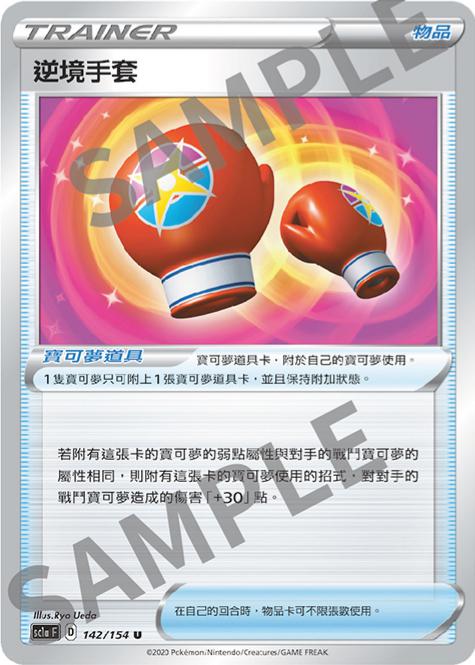 TRAINER
物品
逆境手套
SAMPLE
寶可夢道具
寶可夢道具卡，附於自己的寶可夢使用。
1隻寶可夢只可附上1張寶可夢道具卡，並且保持附加狀態。
若附有這張卡的寶可夢的弱點屬性與對手的戰鬥寶可夢的
屬性相同，則附有這張卡的寶可夢使用的招式，對對手的
戰鬥寶可夢造成的傷害「+30」點。
SAMPLE
Illus.Ryo Ueda
sc1a F D 142/154 U
在自己的回合時，物品卡可不限張數使用。
©2020 Pokémon/Nintendo/Creatures/GAME FREAK.